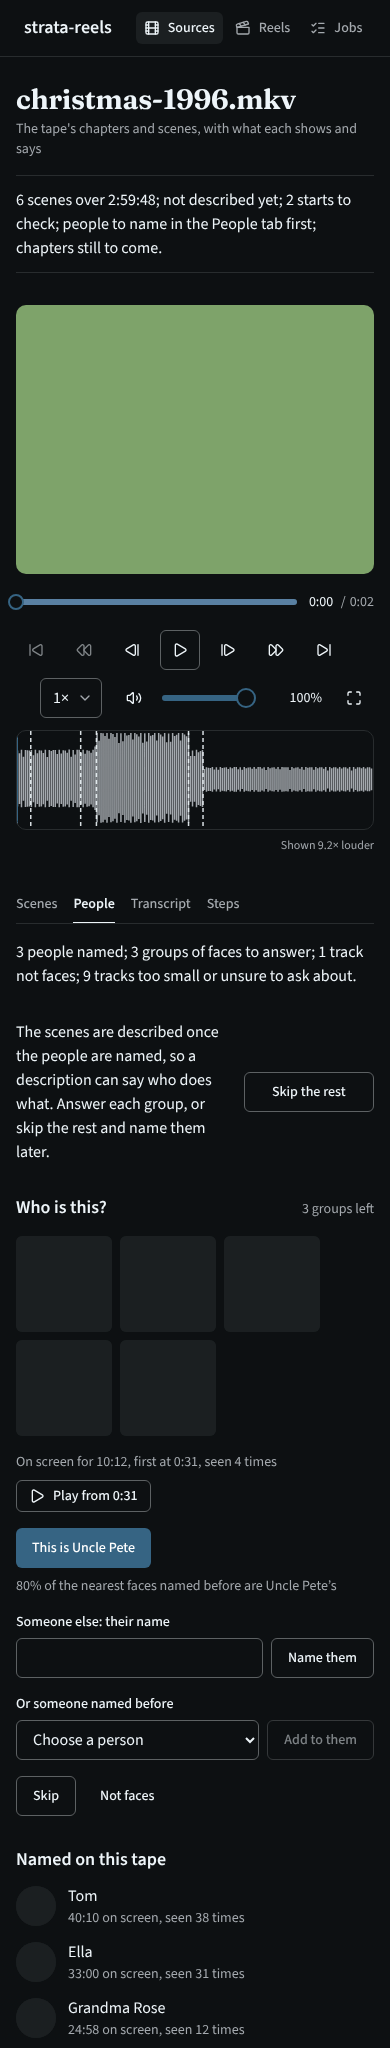 strata-reels
Sources
Reels
Jobs
christmas-1996.mkv
The tape's chapters and scenes, with what each shows and
says
6 scenes over 2:59:48; not described yet; 2 starts to
check; people to name in the People tab first;
chapters still to come.
0:00 / 0:02
1×
100%
Shown 9.2× louder
Scenes
People
Transcript
Steps
3 people named; 3 groups of faces to answer; 1 track
not faces; 9 tracks too small or unsure to ask about.
The scenes are described once
the people are named, so a
description can say who does
what. Answer each group, or
skip the rest and name them
later.
Skip the rest
Who is this?
3 groups left
On screen for 10:12, first at 0:31, seen 4 times
Play from 0:31
This is Uncle Pete
80% of the nearest faces named before are Uncle Pete’s
Someone else: their name
Name them
Or someone named before
Choose a person
Add to them
Skip
Not faces
Named on this tape
Tom
40:10 on screen, seen 38 times
Ella
33:00 on screen, seen 31 times
Grandma Rose
24:58 on screen, seen 12 times